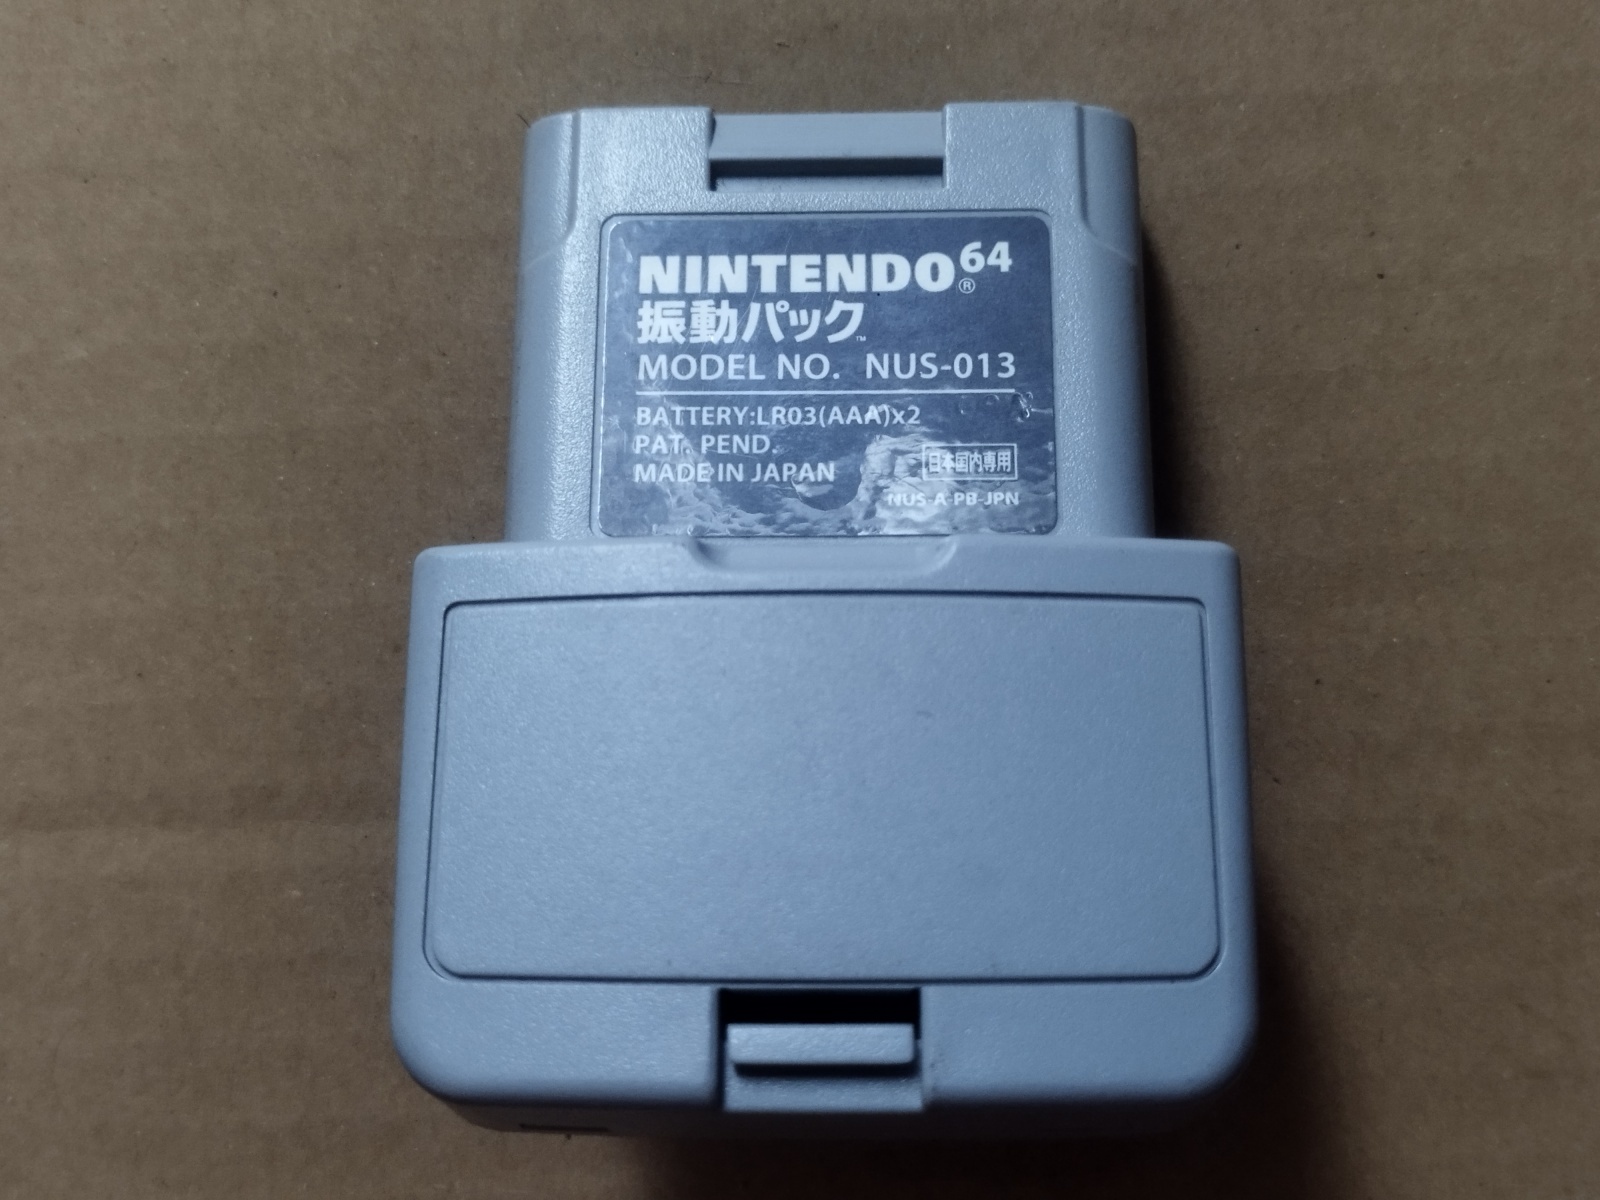 NINTENDO64®
振動パック™
MODEL NO. NUS-013
BATTERY:LR03(AAA)x2
PAT. PEND.
MADE IN JAPAN 日本国内専用
NUS-A-PB-JPN